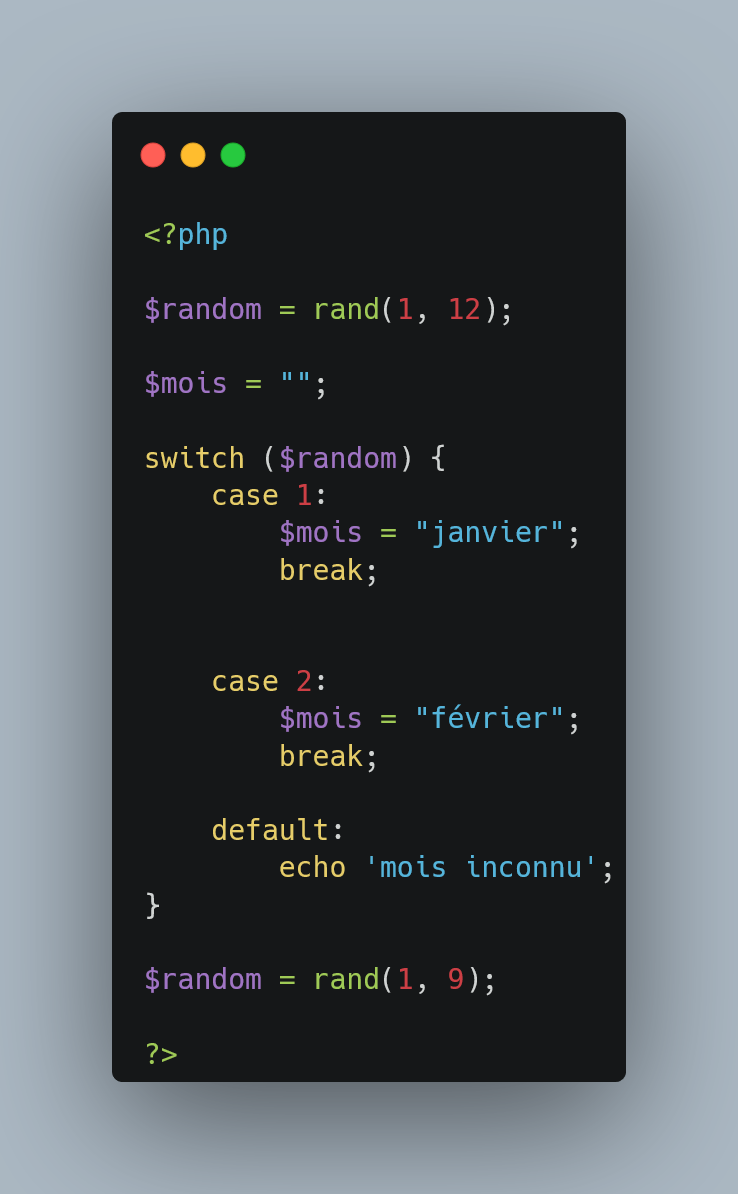 <?php
$random = rand(1, 12);
$mois = "";
switch ($random) {
    case 1:
        $mois = "janvier";
        break;
    case 2:
        $mois = "février";
        break;
    default:
        echo 'mois inconnu';
}
$random = rand(1, 9);
?>